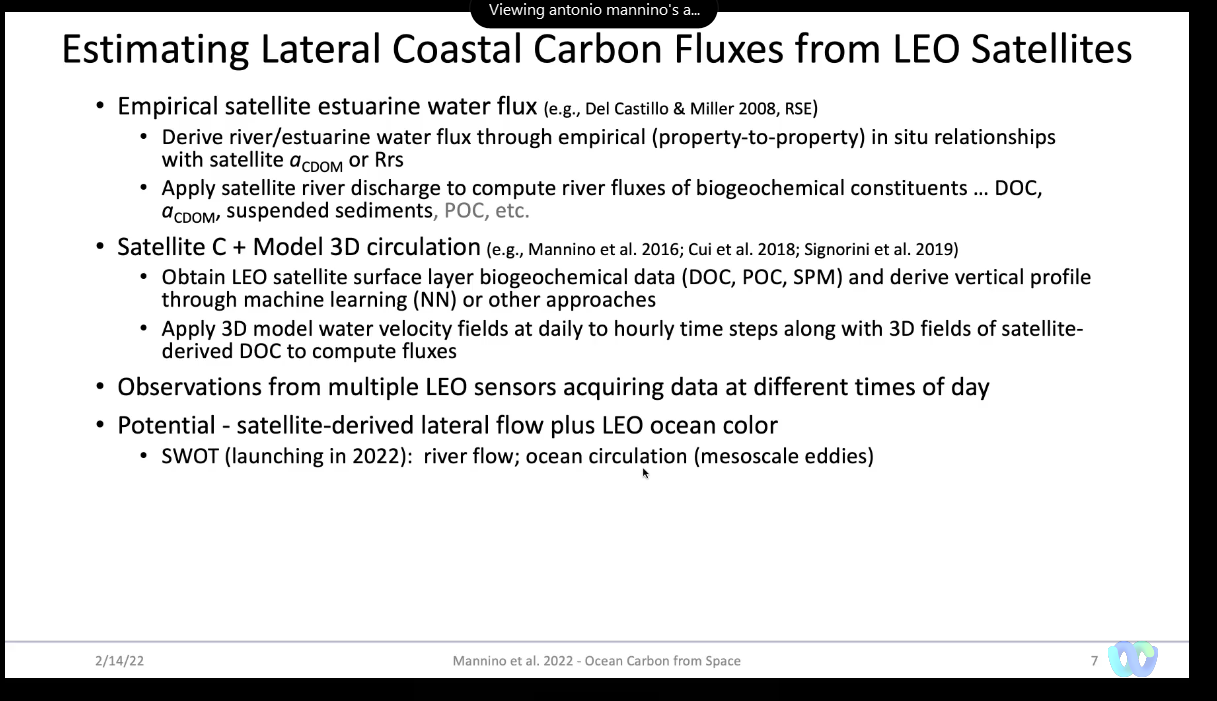 Viewing antonio mannino's a...
Estimating Lateral Coastal Carbon Fluxes from LEO Satellites
• Empirical satellite estuarine water flux (e.g., Del Castillo & Miller 2008, RSE)
• Derive river/estuarine water flux through empirical (property-to-property) in situ relationships
with satellite aCDOM or Rrs
• Apply satellite river discharge to compute river fluxes of biogeochemical constituents … DOC,
aCDOM, suspended sediments, POC, etc.
• Satellite C + Model 3D circulation (e.g., Mannino et al. 2016; Cui et al. 2018; Signorini et al. 2019)
• Obtain LEO satellite surface layer biogeochemical data (DOC, POC, SPM) and derive vertical profile
through machine learning (NN) or other approaches
• Apply 3D model water velocity fields at daily to hourly time steps along with 3D fields of satellite-
derived DOC to compute fluxes
• Observations from multiple LEO sensors acquiring data at different times of day
• Potential - satellite-derived lateral flow plus LEO ocean color
• SWOT (launching in 2022): river flow; ocean circulation (mesoscale eddies)
2/14/22
Mannino et al. 2022 - Ocean Carbon from Space
7